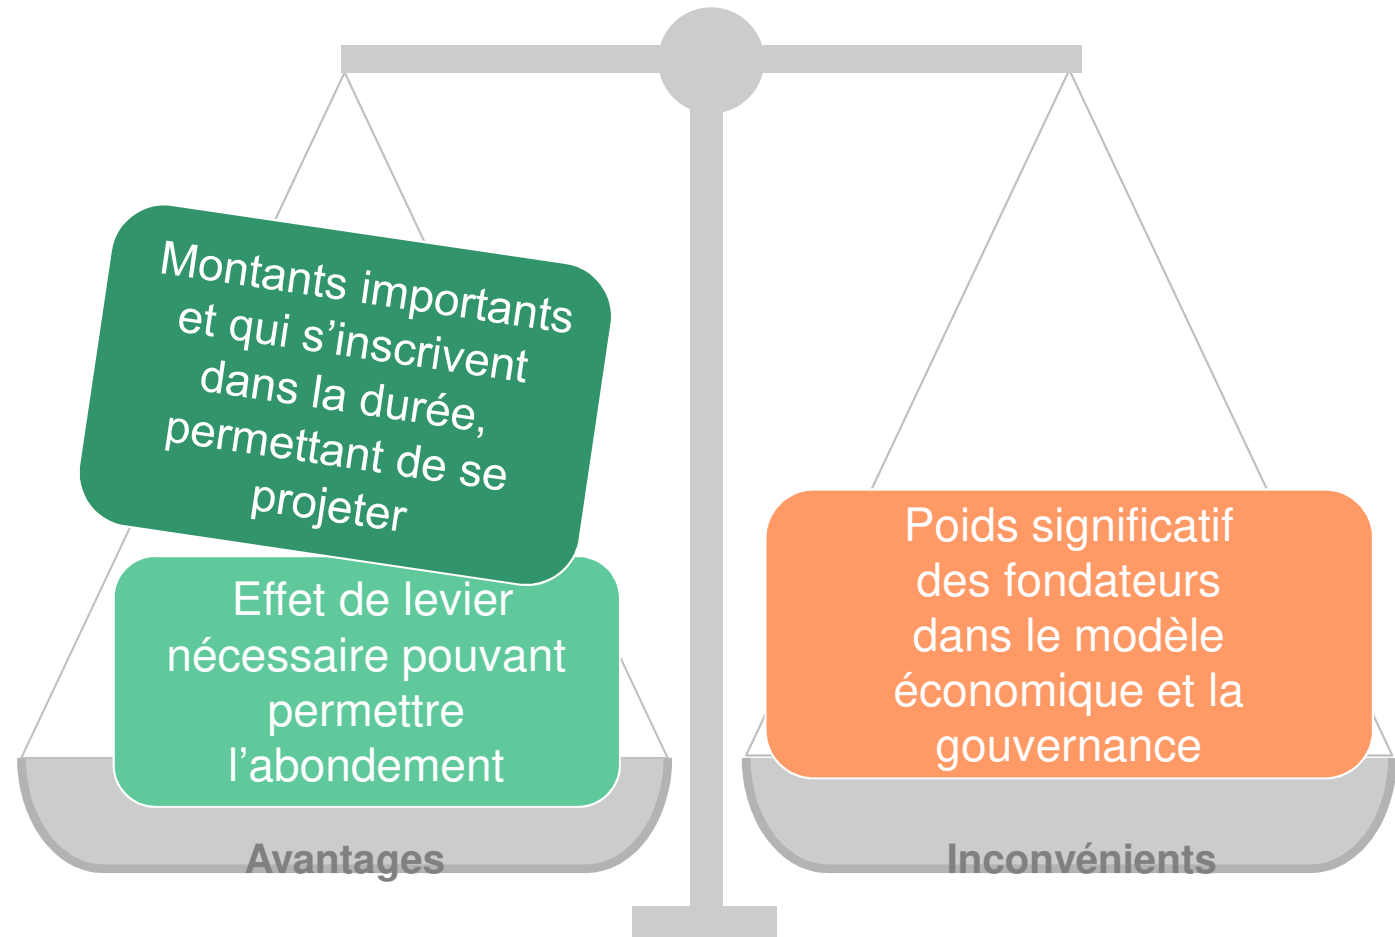 Montants importants
et qui s’inscrivent
dans la durée,
permettant de se
projeter
Effet de levier
nécessaire pouvant
permettre
l’abondement
Avantages
Poids significatif
des fondateurs
dans le modèle
économique et la
gouvernance
Inconvénients